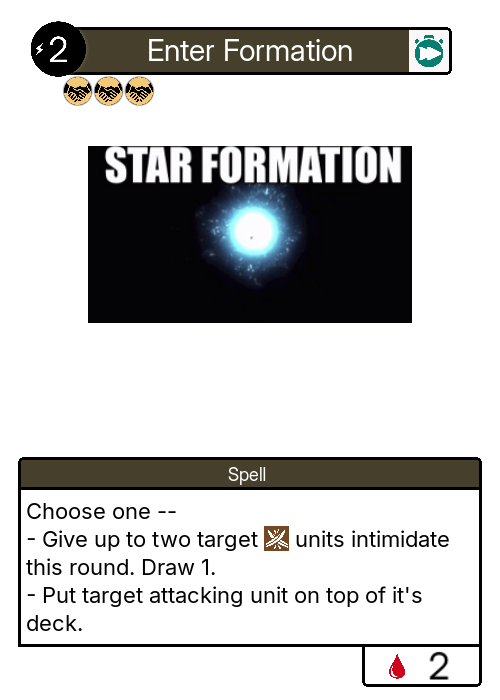 2 Enter Formation
STAR FORMATION
Spell
Choose one --
- Give up to two target units intimidate
this round. Draw 1.
- Put target attacking unit on top of it's
deck.
2